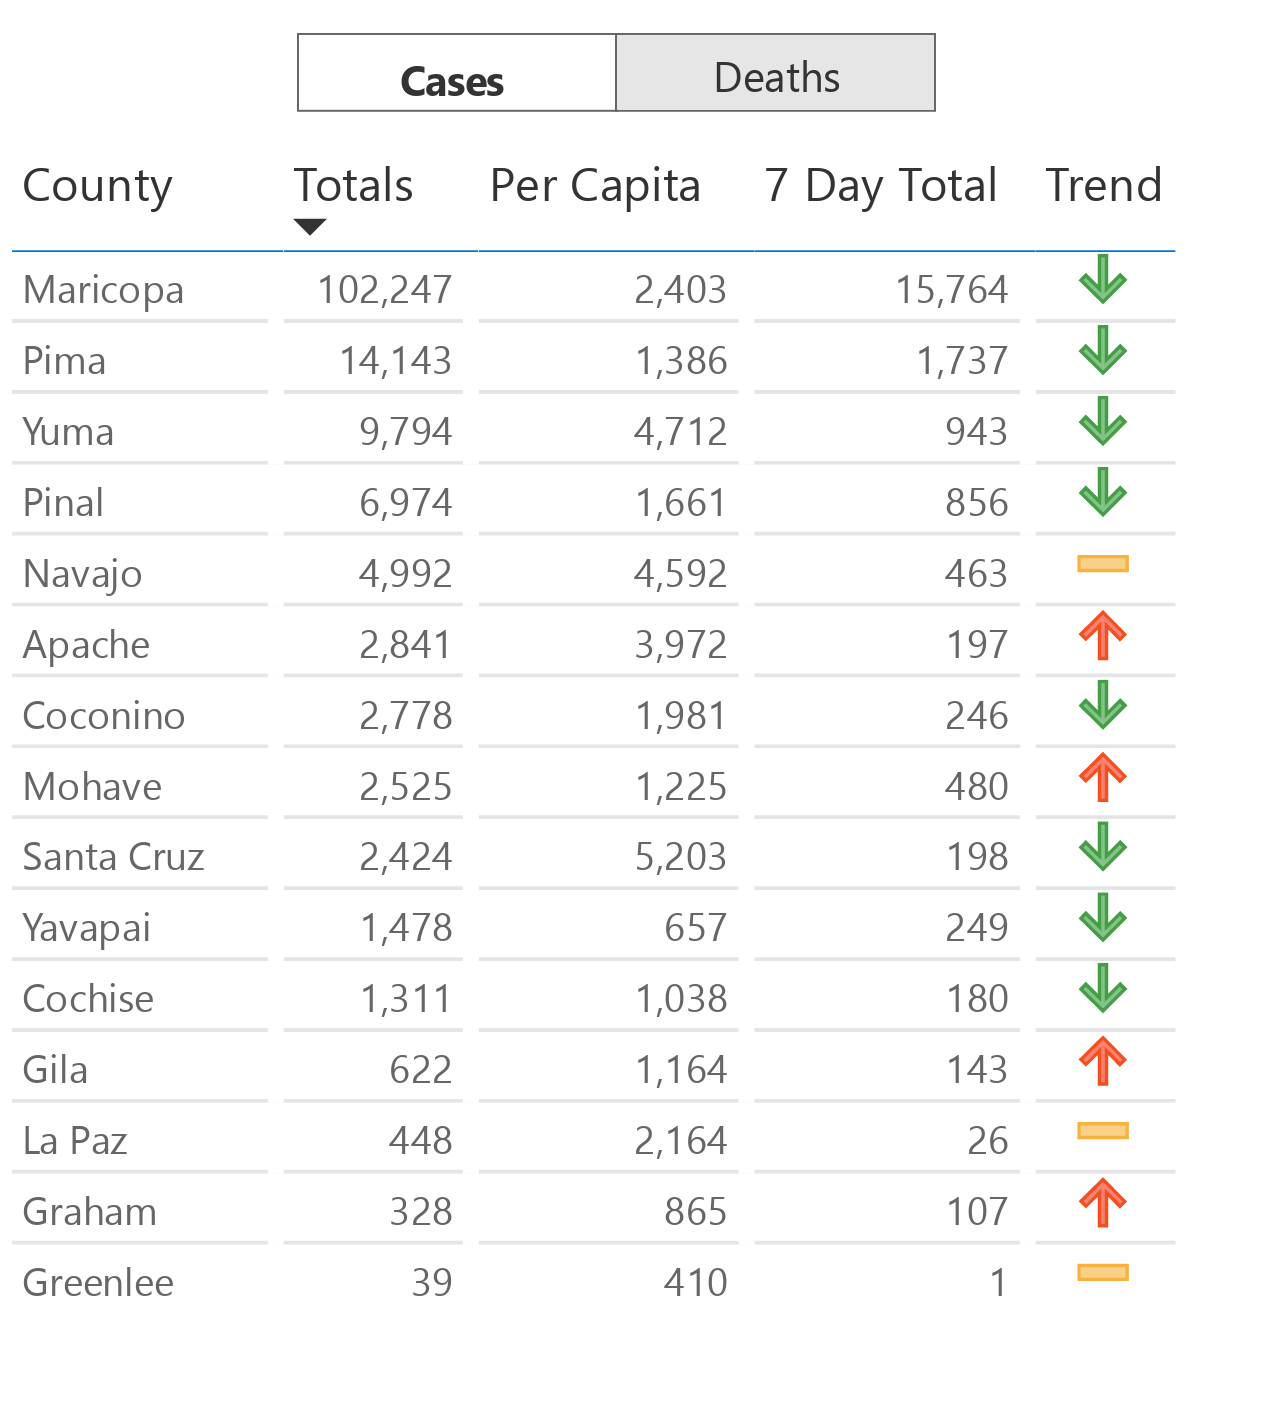 Cases Deaths
County Totals Per Capita 7 Day Total Trend
Maricopa 102,247 2,403 15,764
Pima 14,143 1,386 1,737
Yuma 9,794 4,712 943
Pinal 6,974 1,661 856
Navajo 4,992 4,592 463
Apache 2,841 3,972 197
Coconino 2,778 1,981 246
Mohave 2,525 1,225 480
Santa Cruz 2,424 5,203 198
Yavapai 1,478 657 249
Cochise 1,311 1,038 180
Gila 622 1,164 143
La Paz 448 2,164 26
Graham 328 865 107
Greenlee 39 410 1